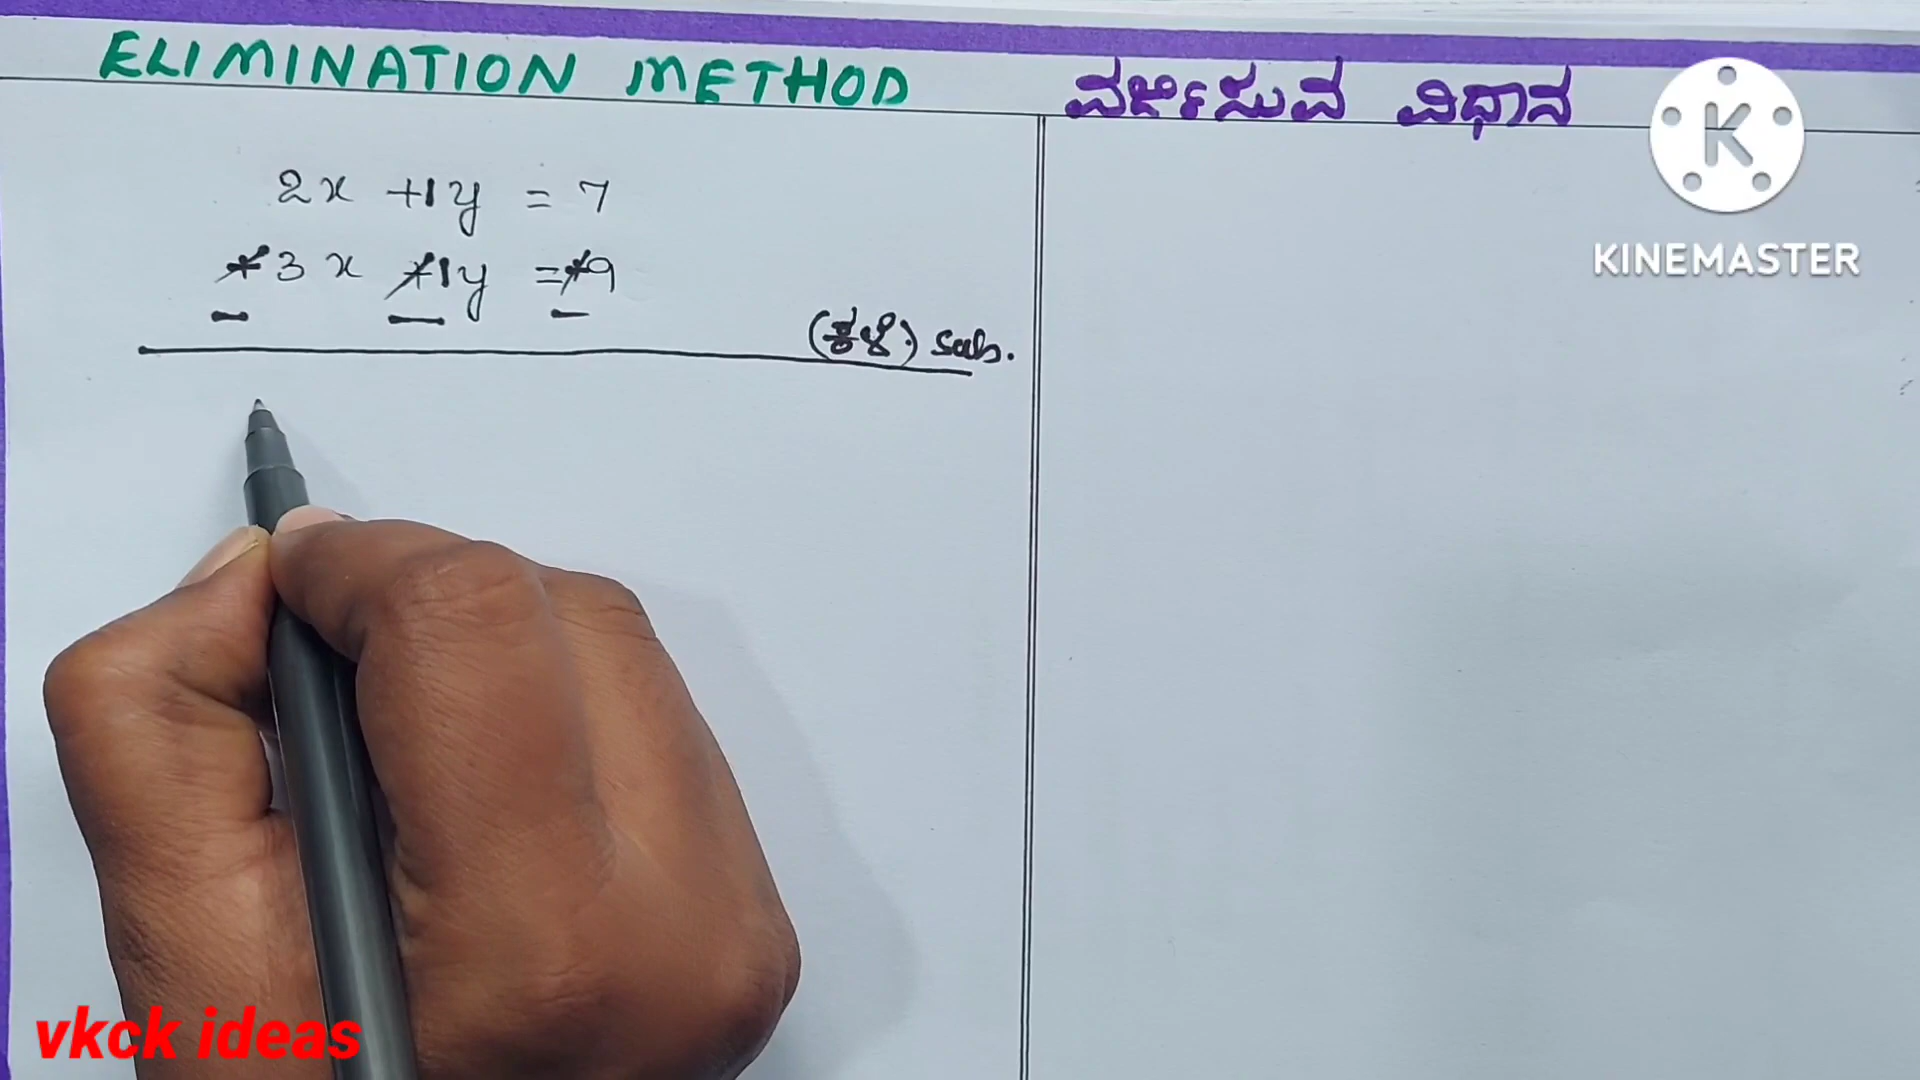 ELIMINATION METHOD ವರ್ಜಿಸುವ ವಿಧಾನ
2x +1y = 7
+3x +1y = +9
− − −
(ಕಳೆ.) sub.
K
KINEMASTER
vkck ideas